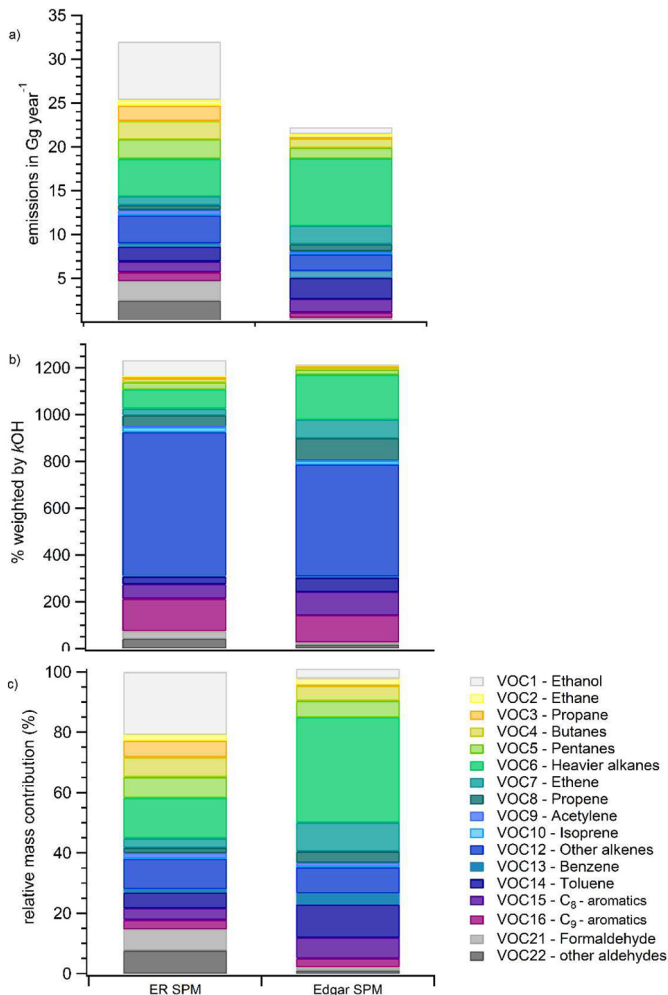 a)
35
30
25
20
15
10
5
emissions in Gg year⁻¹
b)
1200
1000
800
600
400
200
0
% weighted by kOH
c)
100
80
60
40
20
0
relative mass contribution (%)
ER SPM
Edgar SPM
VOC1 - Ethanol
VOC2 - Ethane
VOC3 - Propane
VOC4 - Butanes
VOC5 - Pentanes
VOC6 - Heavier alkanes
VOC7 - Ethene
VOC8 - Propene
VOC9 - Acetylene
VOC10 - Isoprene
VOC12 - Other alkenes
VOC13 - Benzene
VOC14 - Toluene
VOC15 - C₈ - aromatics
VOC16 - C₉ - aromatics
VOC21 - Formaldehyde
VOC22 - other aldehydes